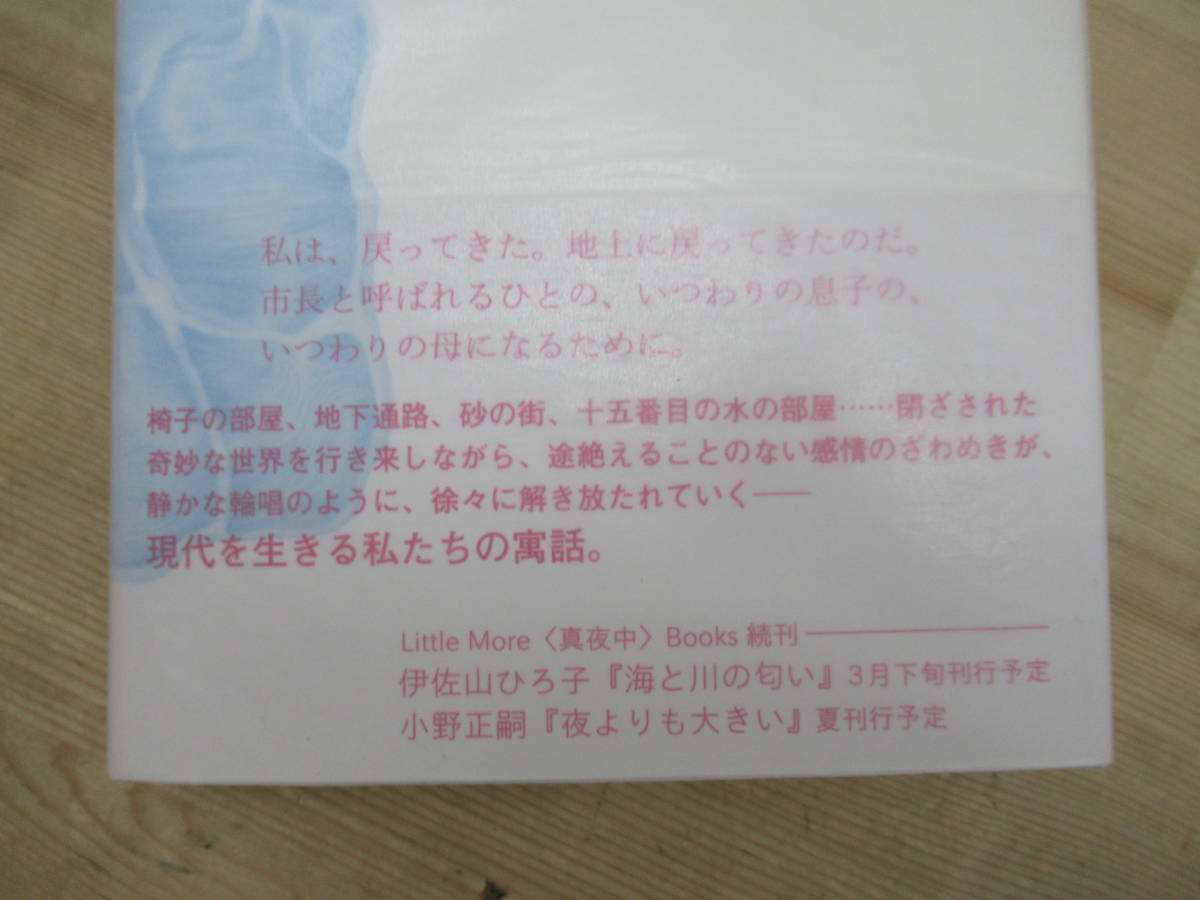 私は、戻ってきた。地上に戻ってきたのだ。
市長と呼ばれるひとの、いつわりの息子の、
いつわりの母になるために。
椅子の部屋、地下通路、砂の街、十五番目の水の部屋……閉ざされた
奇妙な世界を行き来しながら、途絶えることのない感情のざわめきが、
静かな輪唱のように、徐々に解き放たれていく——
現代を生きる私たちの寓話。
Little More〈真夜中〉Books 続刊
伊佐山ひろ子『海と川の匂い』3月下旬刊行予定
小野正嗣『夜よりも大きい』夏刊行予定